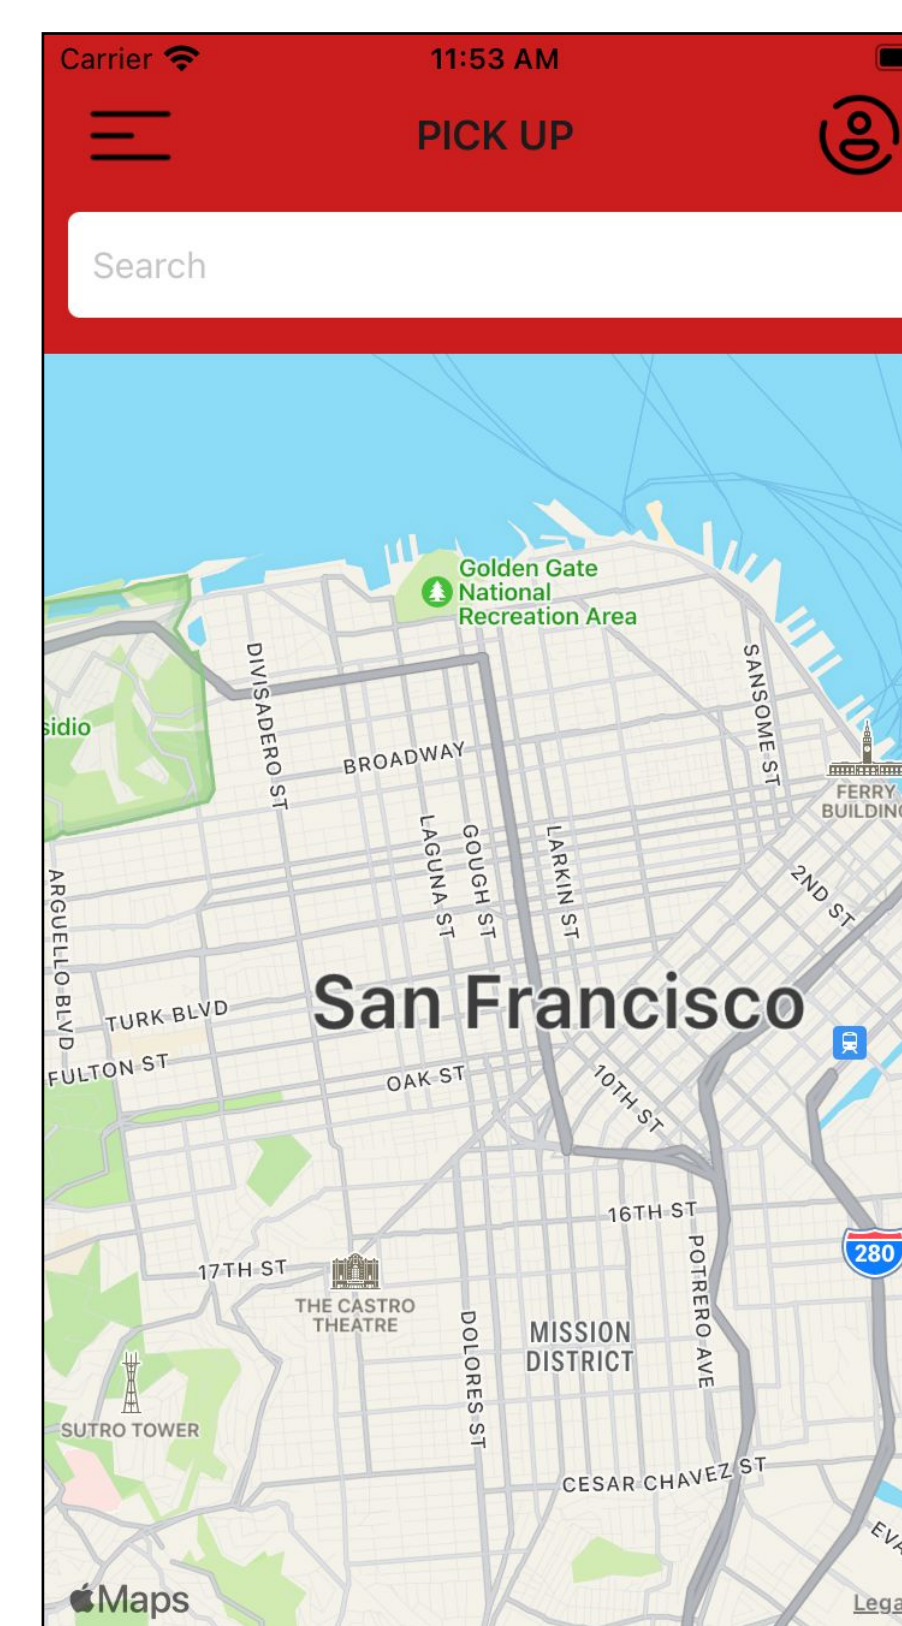 Carrier
11:53 AM
PICK UP
Search
Golden Gate
National
Recreation Area
DIVISADERO ST
SANSOME ST
sidio
BROADWAY
FERRY
BUILDING
LAGUNA ST
GOUGH ST
LARKIN ST
2ND ST
ARGUELLO BLVD
San Francisco
TURK BLVD
FULTON ST
OAK ST
10TH ST
16TH ST
280
17TH ST
POTRERO AVE
THE CASTRO
THEATRE
DOLORES ST
MISSION
DISTRICT
SUTRO TOWER
CESAR CHAVEZ ST
EVA
Maps
Lega